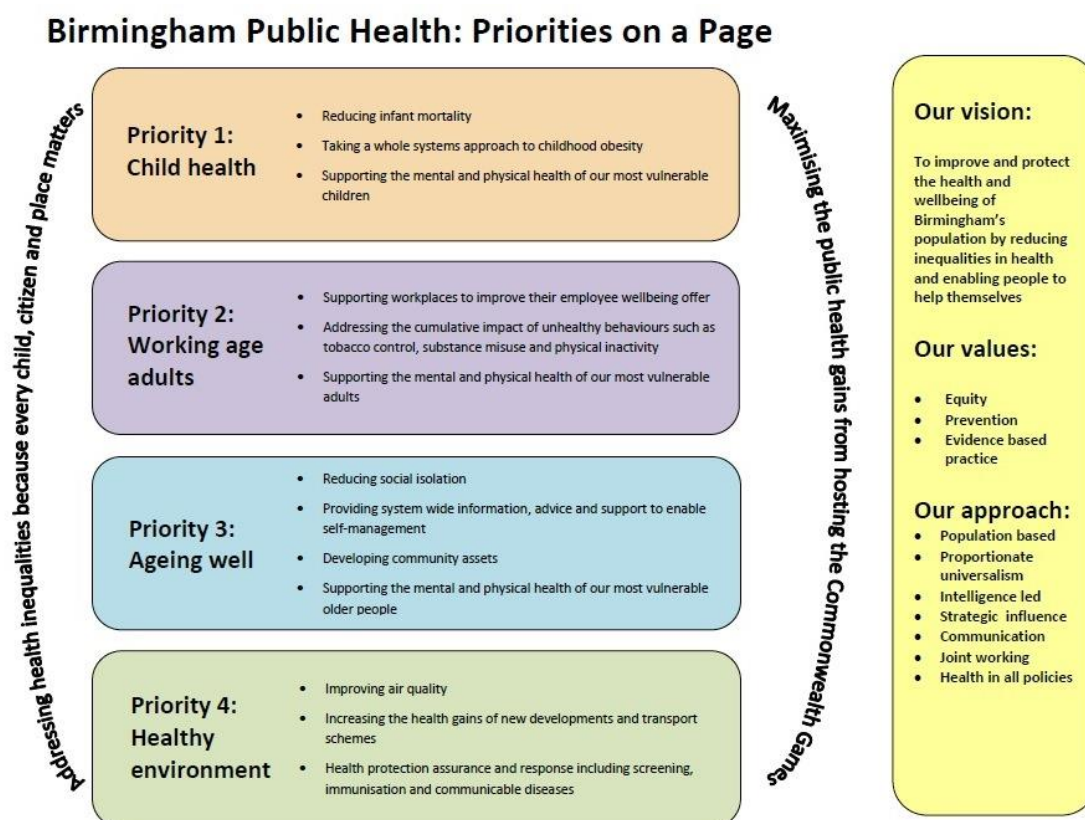 Birmingham Public Health: Priorities on a Page
Addressing health inequalities because every child, citizen and place matters
Priority 1:
Child health
• Reducing infant mortality
• Taking a whole systems approach to childhood obesity
• Supporting the mental and physical health of our most vulnerable
children
Priority 2:
Working age
adults
• Supporting workplaces to improve their employee wellbeing offer
• Addressing the cumulative impact of unhealthy behaviours such as
tobacco control, substance misuse and physical inactivity
• Supporting the mental and physical health of our most vulnerable
adults
Priority 3:
Ageing well
• Reducing social isolation
• Providing system wide information, advice and support to enable
self-management
• Developing community assets
• Supporting the mental and physical health of our most vulnerable
older people
Priority 4:
Healthy
environment
• Improving air quality
• Increasing the health gains of new developments and transport
schemes
• Health protection assurance and response including screening,
immunisation and communicable diseases
Maximising the public health gains from hosting the Commonwealth Games
Our vision:
To improve and protect
the health and
wellbeing of
Birmingham's
population by reducing
inequalities in health
and enabling people to
help themselves
Our values:
• Equity
• Prevention
• Evidence based
practice
Our approach:
• Population based
• Proportionate
universalism
• Intelligence led
• Strategic influence
• Communication
• Joint working
• Health in all policies